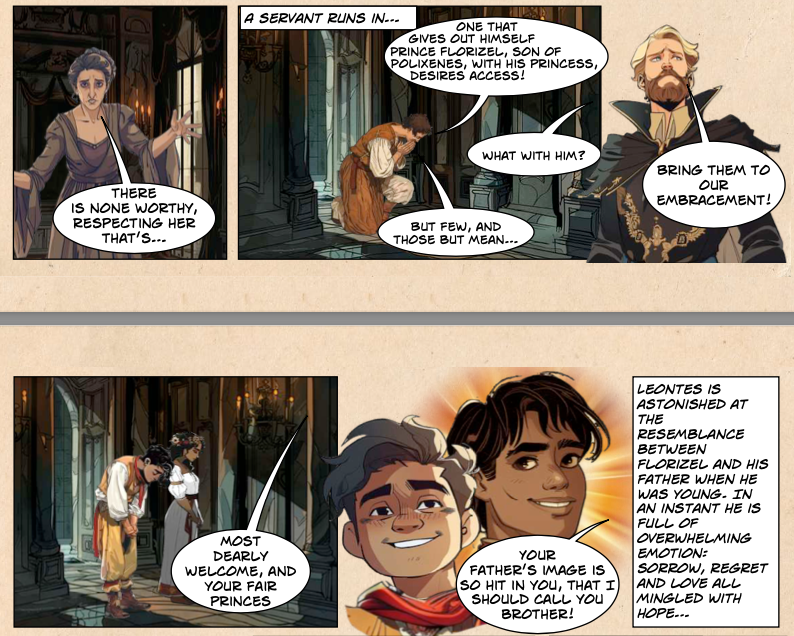 THERE
IS NONE WORTHY,
RESPECTING HER
THAT'S...
A SERVANT RUNS IN...
ONE THAT
GIVES OUT HIMSELF
PRINCE FLORIZEL, SON OF
POLIXENES, WITH HIS PRINCESS,
DESIRES ACCESS!
WHAT WITH HIM?
BUT FEW, AND
THOSE BUT MEAN...
BRING THEM TO
OUR
EMBRACEMENT!
MOST
DEARLY
WELCOME, AND
YOUR FAIR
PRINCES
YOUR
FATHER'S IMAGE IS
SO HIT IN YOU, THAT I
SHOULD CALL YOU
BROTHER!
LEONTES IS
ASTONISHED AT
THE
RESEMBLANCE
BETWEEN
FLORIZEL AND HIS
FATHER WHEN HE
WAS YOUNG. IN
AN INSTANT HE IS
FULL OF
OVERWHELMING
EMOTION:
SORROW, REGRET
AND LOVE ALL
MINGLED WITH
HOPE...